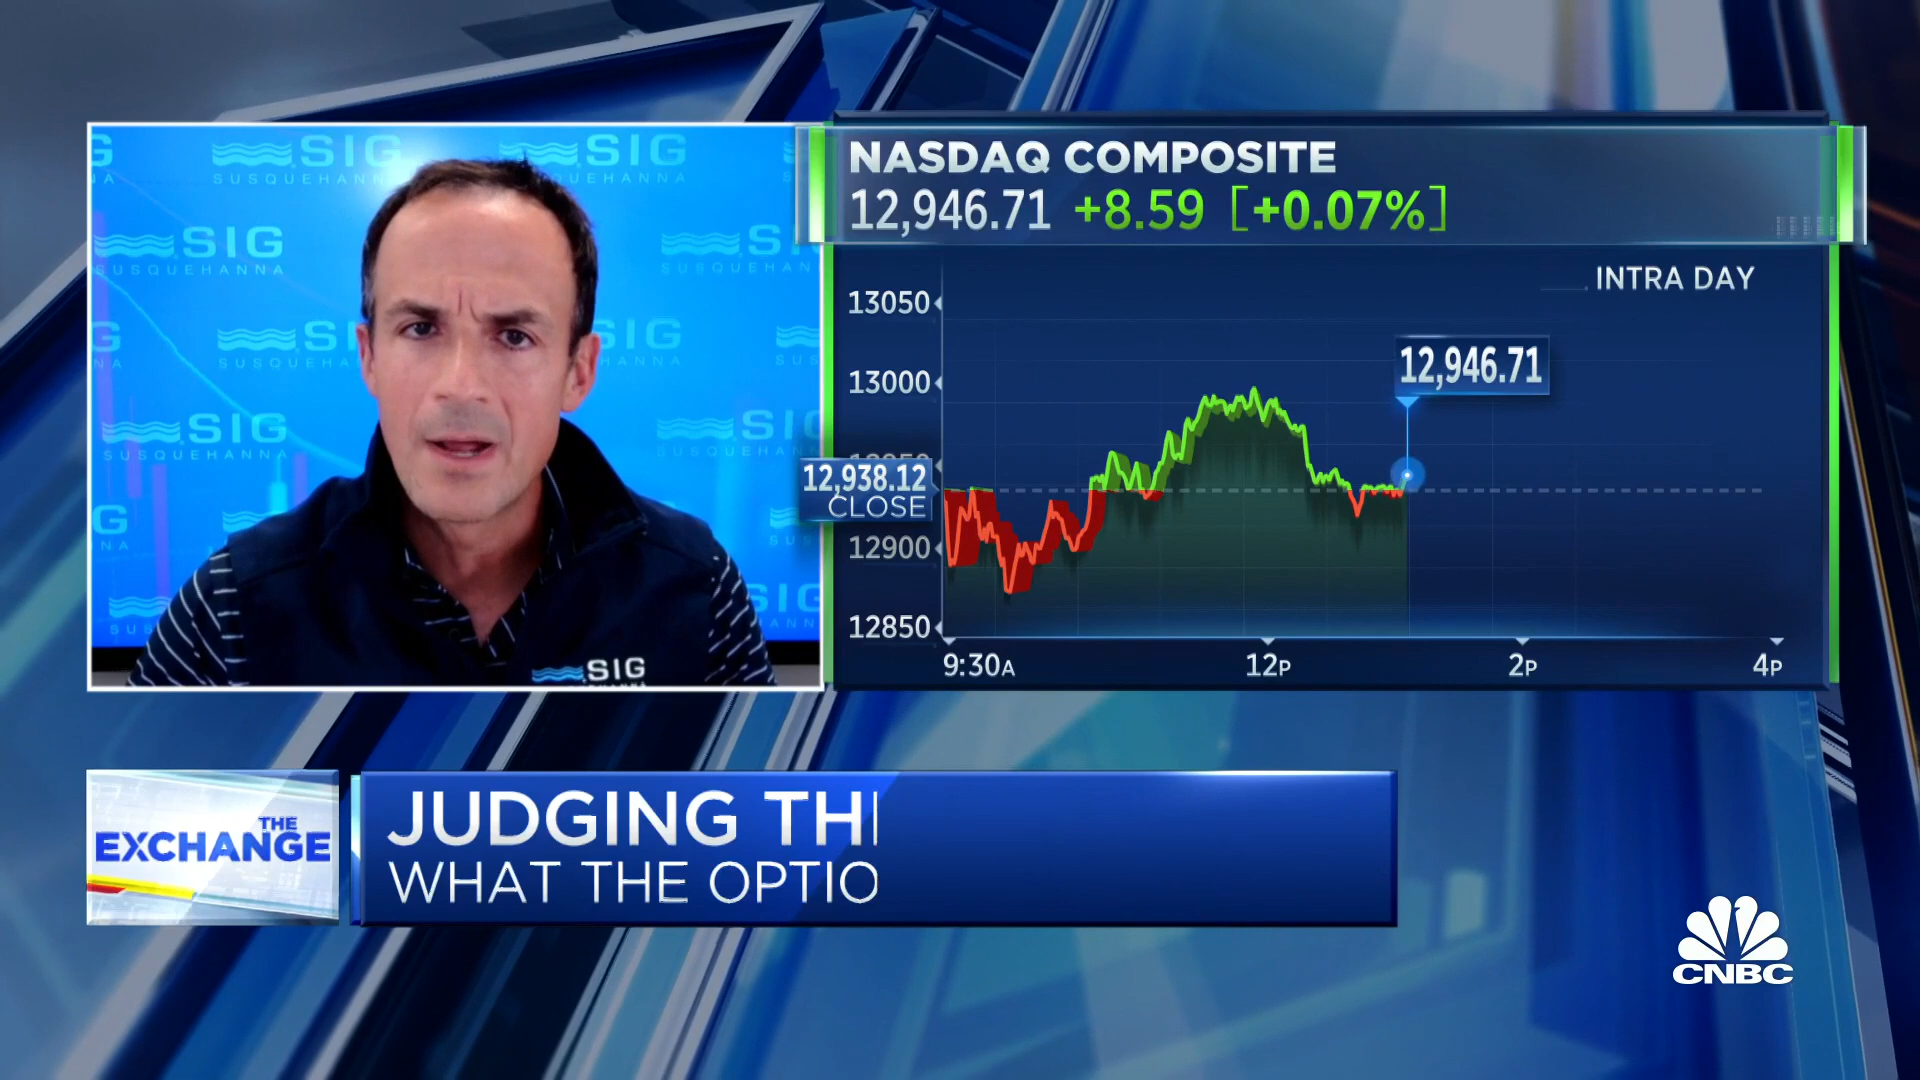 SIG
SUSQUEHANNA
SIG
SUSQUEHANNA
SIG
SUSQUEHANNA
SIG
SUSQUEHANNA
SIG
NASDAQ COMPOSITE
12,946.71 +8.59 [+0.07%]
INTRA DAY
13050
13000
12,946.71
12,938.12
CLOSE
12900
12850
9:30A 12P 2P 4P
THE
EXCHANGE
JUDGING TH
WHAT THE OPTIO
CNBC